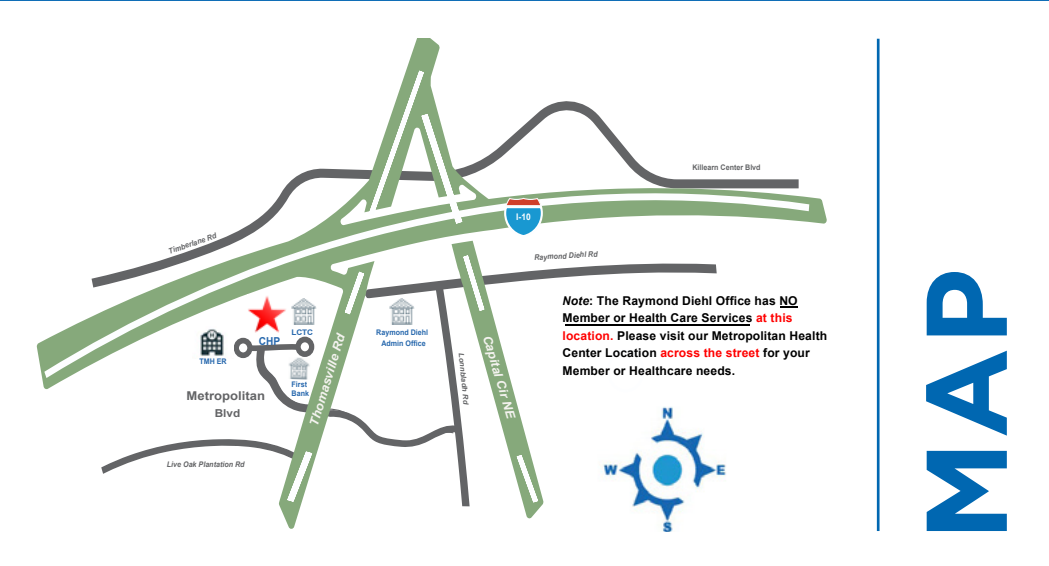 Killearn Center Blvd
I-10
Timberlane Rd
Raymond Diehl Rd
Note: The Raymond Diehl Office has NO
Member or Health Care Services at this
location. Please visit our Metropolitan Health
Center Location across the street for your
Member or Healthcare needs.
LCTC
CHP
TMH ER
Raymond Diehl
Admin Office
First
Bank
Thomasville Rd
Lonnbladh Rd
Capital Cir NE
Metropolitan
Blvd
Live Oak Plantation Rd
N
W
E
S
H
MAP